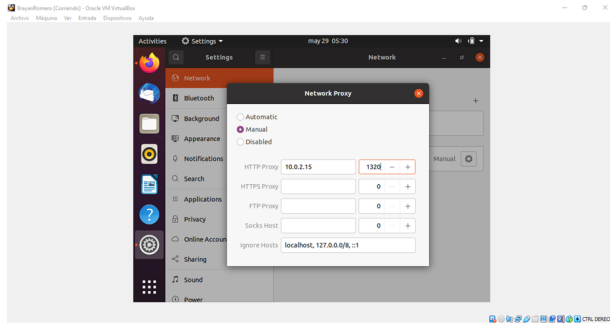 BrayanRomero [Corriendo] - Oracle VM VirtualBox
Archivo Máquina Ver Entrada Dispositivos Ayuda
Activities Settings may 29 05:30
Settings Network
Network
Bluetooth
Background
Appearance
Notifications
Search
Applications
Privacy
Online Accoun
Sharing
Sound
Power
Manual
Network Proxy
Automatic
Manual
Disabled
HTTP Proxy 10.0.2.15 1320 - +
HTTPS Proxy 0 - +
FTP Proxy 0 - +
Socks Host 0 - +
Ignore Hosts localhost, 127.0.0.0/8, ::1
CTRL DEREC